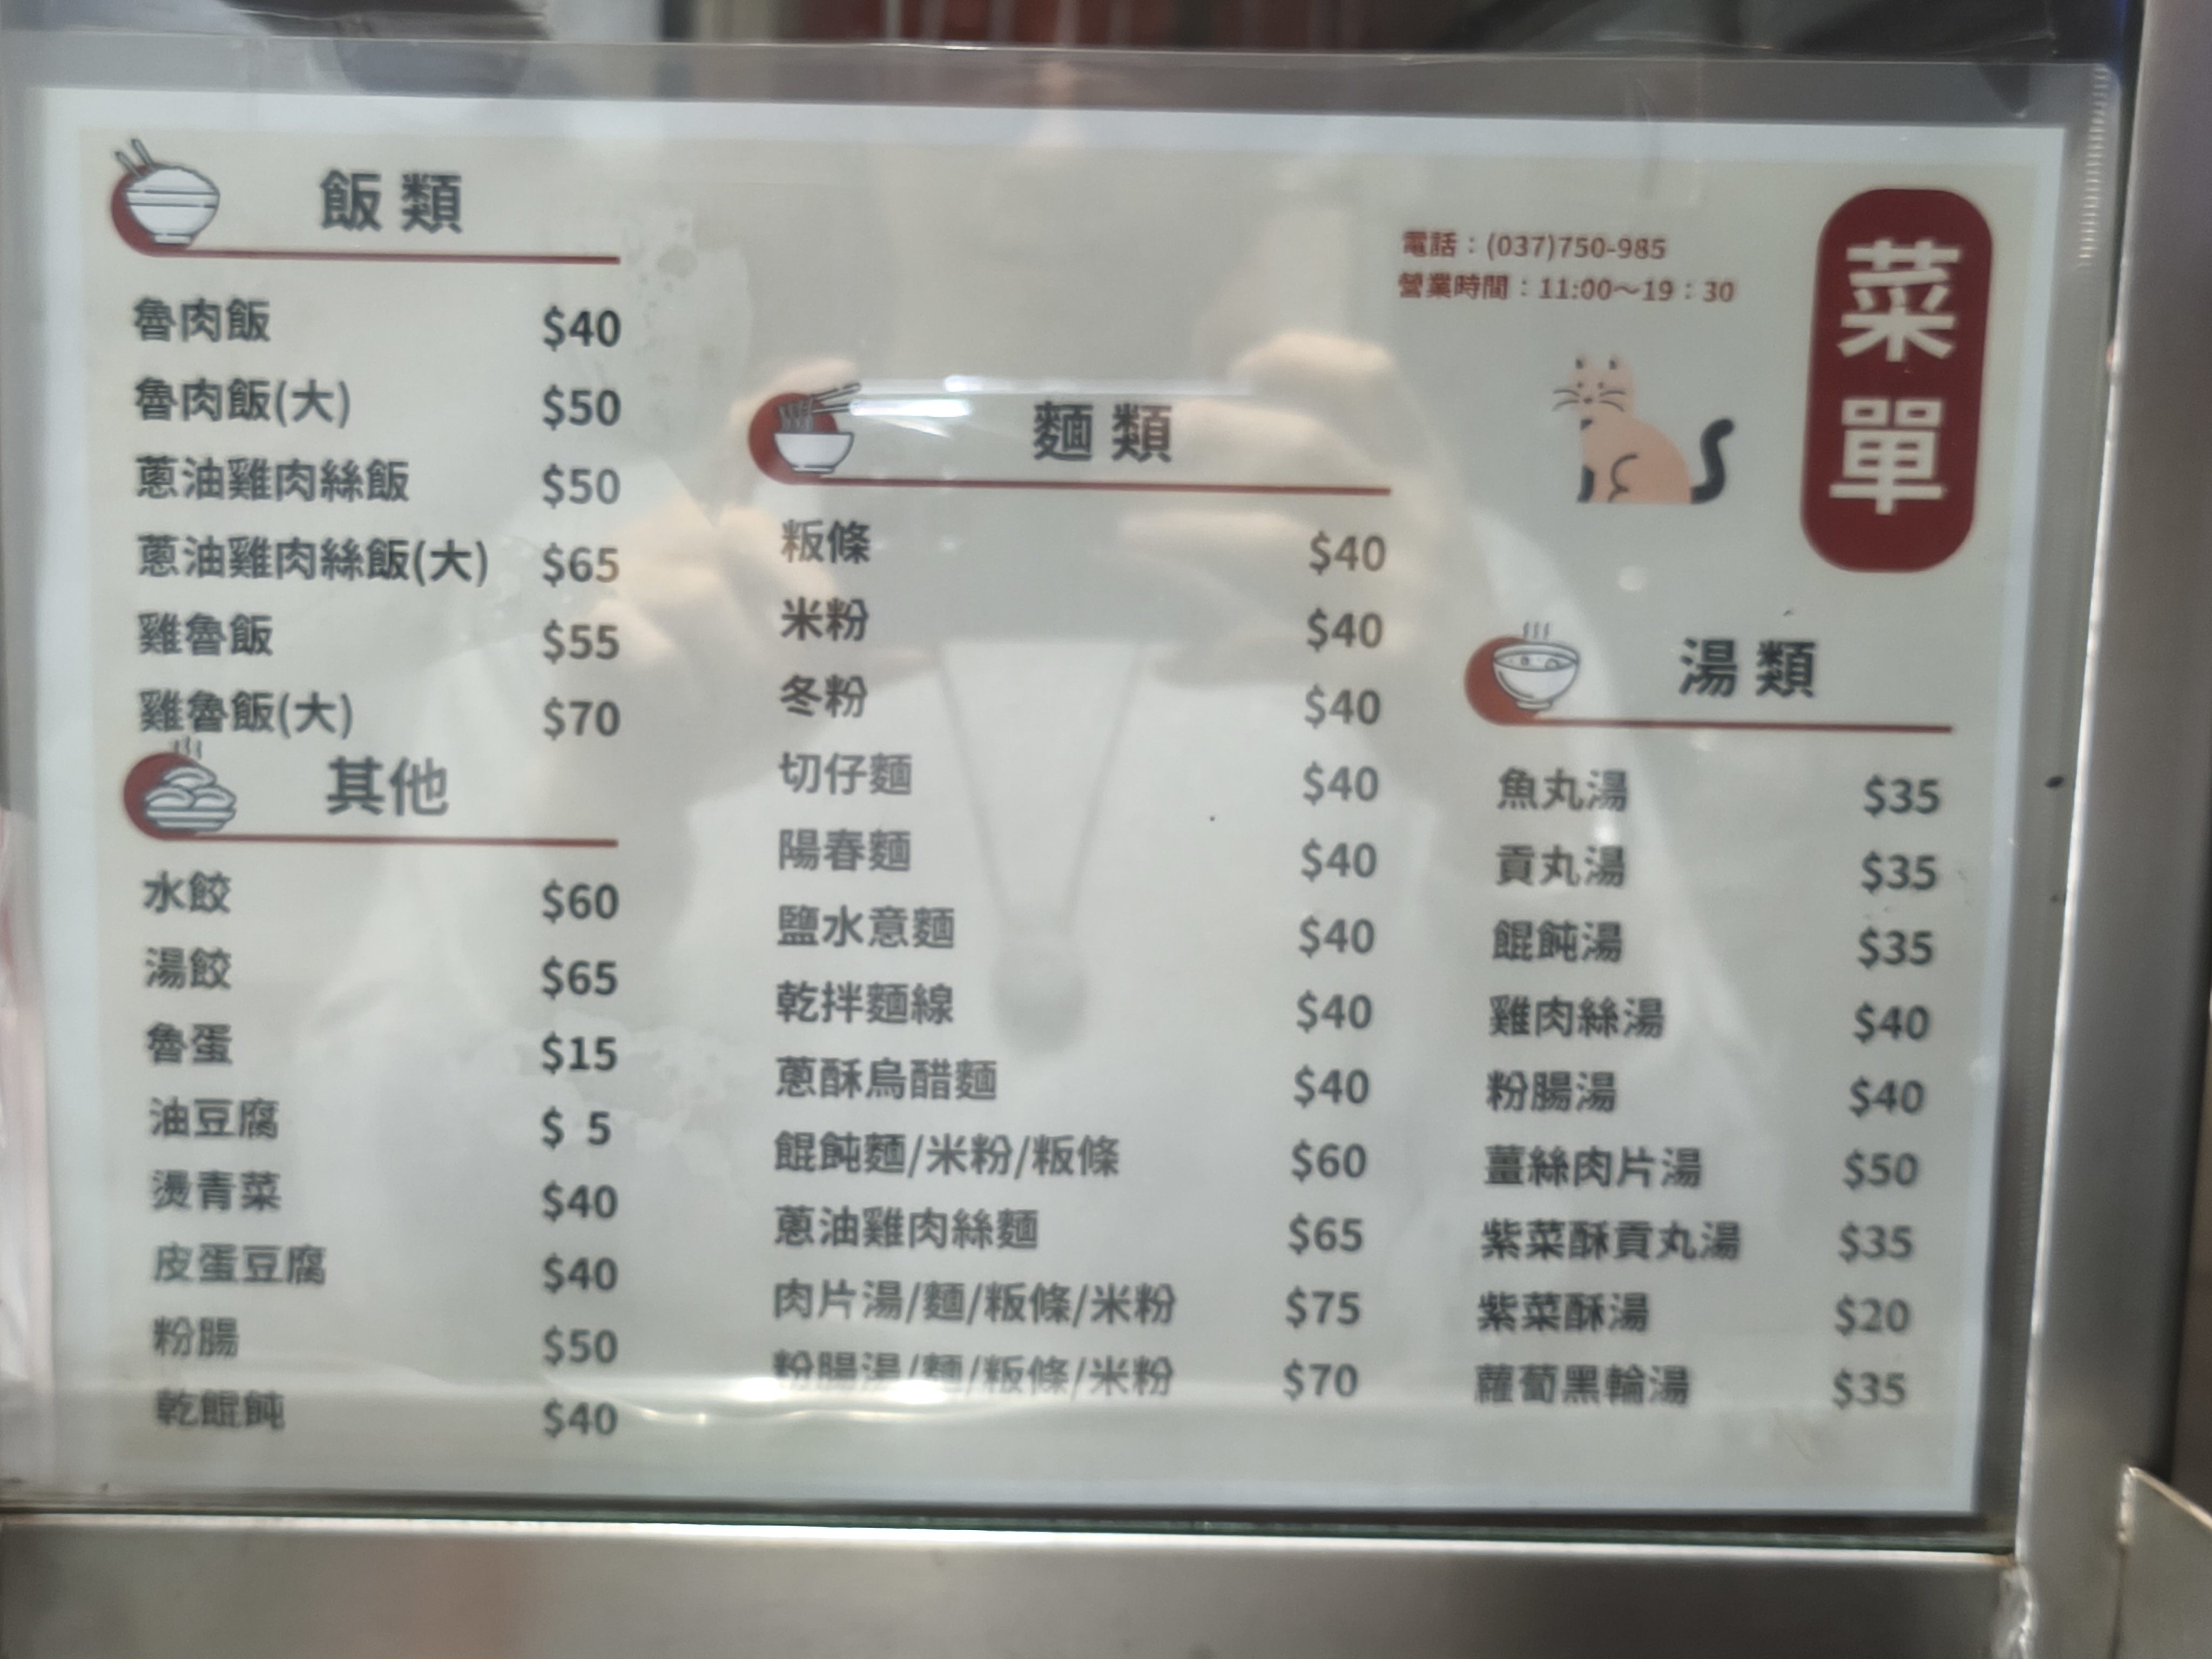 菜單
電話：(037)750-985
營業時間：11:00～19：30
飯類
魯肉飯 $40
魯肉飯(大) $50
蔥油雞肉絲飯 $50
蔥油雞肉絲飯(大) $65
雞魯飯 $55
雞魯飯(大) $70
其他
水餃 $60
湯餃 $65
魯蛋 $15
油豆腐 $ 5
燙青菜 $40
皮蛋豆腐 $40
粉腸 $50
乾餛飩 $40
麵類
粄條 $40
米粉 $40
冬粉 $40
切仔麵 $40
陽春麵 $40
鹽水意麵 $40
乾拌麵線 $40
蔥酥烏醋麵 $40
餛飩麵/米粉/粄條 $60
蔥油雞肉絲麵 $65
肉片湯/麵/粄條/米粉 $75
粉腸湯/麵/粄條/米粉 $70
湯類
魚丸湯 $35
貢丸湯 $35
餛飩湯 $35
雞肉絲湯 $40
粉腸湯 $40
薑絲肉片湯 $50
紫菜酥貢丸湯 $35
紫菜酥湯 $20
蘿蔔黑輪湯 $35